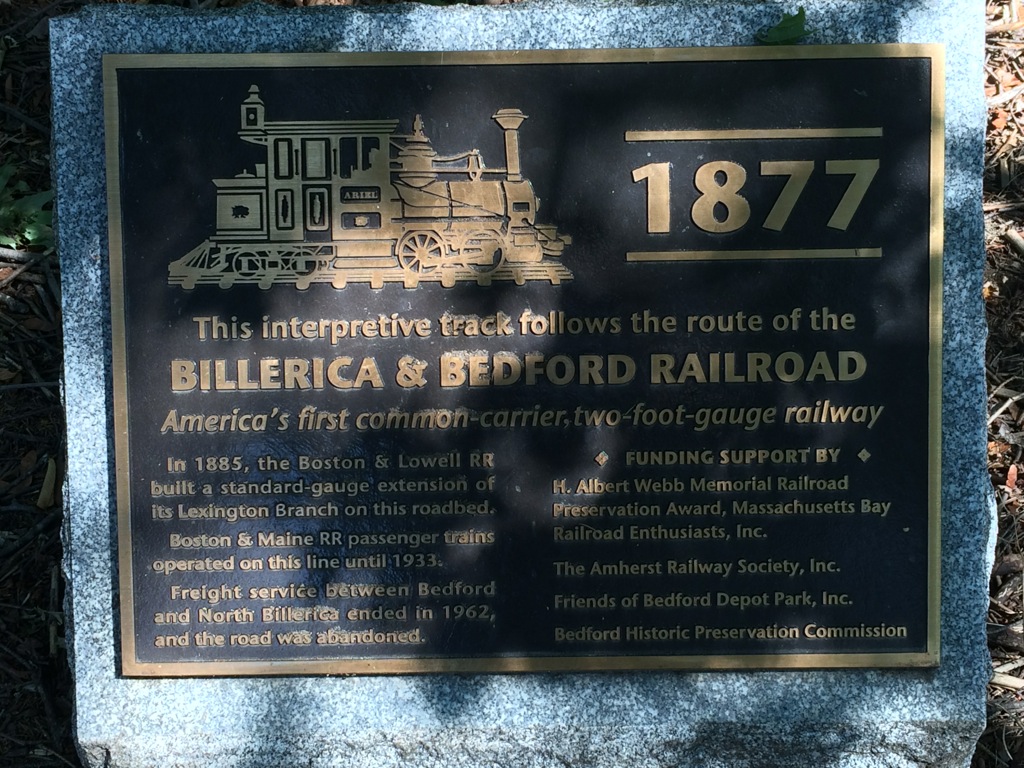 ARIEL
1877
This interpretive track follows the route of the
BILLERICA & BEDFORD RAILROAD
America's first common-carrier, two-foot-gauge railway
In 1885, the Boston & Lowell RR
built a standard-gauge extension of
its Lexington Branch on this roadbed.
Boston & Maine RR passenger trains
operated on this line until 1933.
Freight service between Bedford
and North Billerica ended in 1962,
and the road was abandoned.
FUNDING SUPPORT BY
H. Albert Webb Memorial Railroad
Preservation Award, Massachusetts Bay
Railroad Enthusiasts, Inc.
The Amherst Railway Society, Inc.
Friends of Bedford Depot Park, Inc.
Bedford Historic Preservation Commission